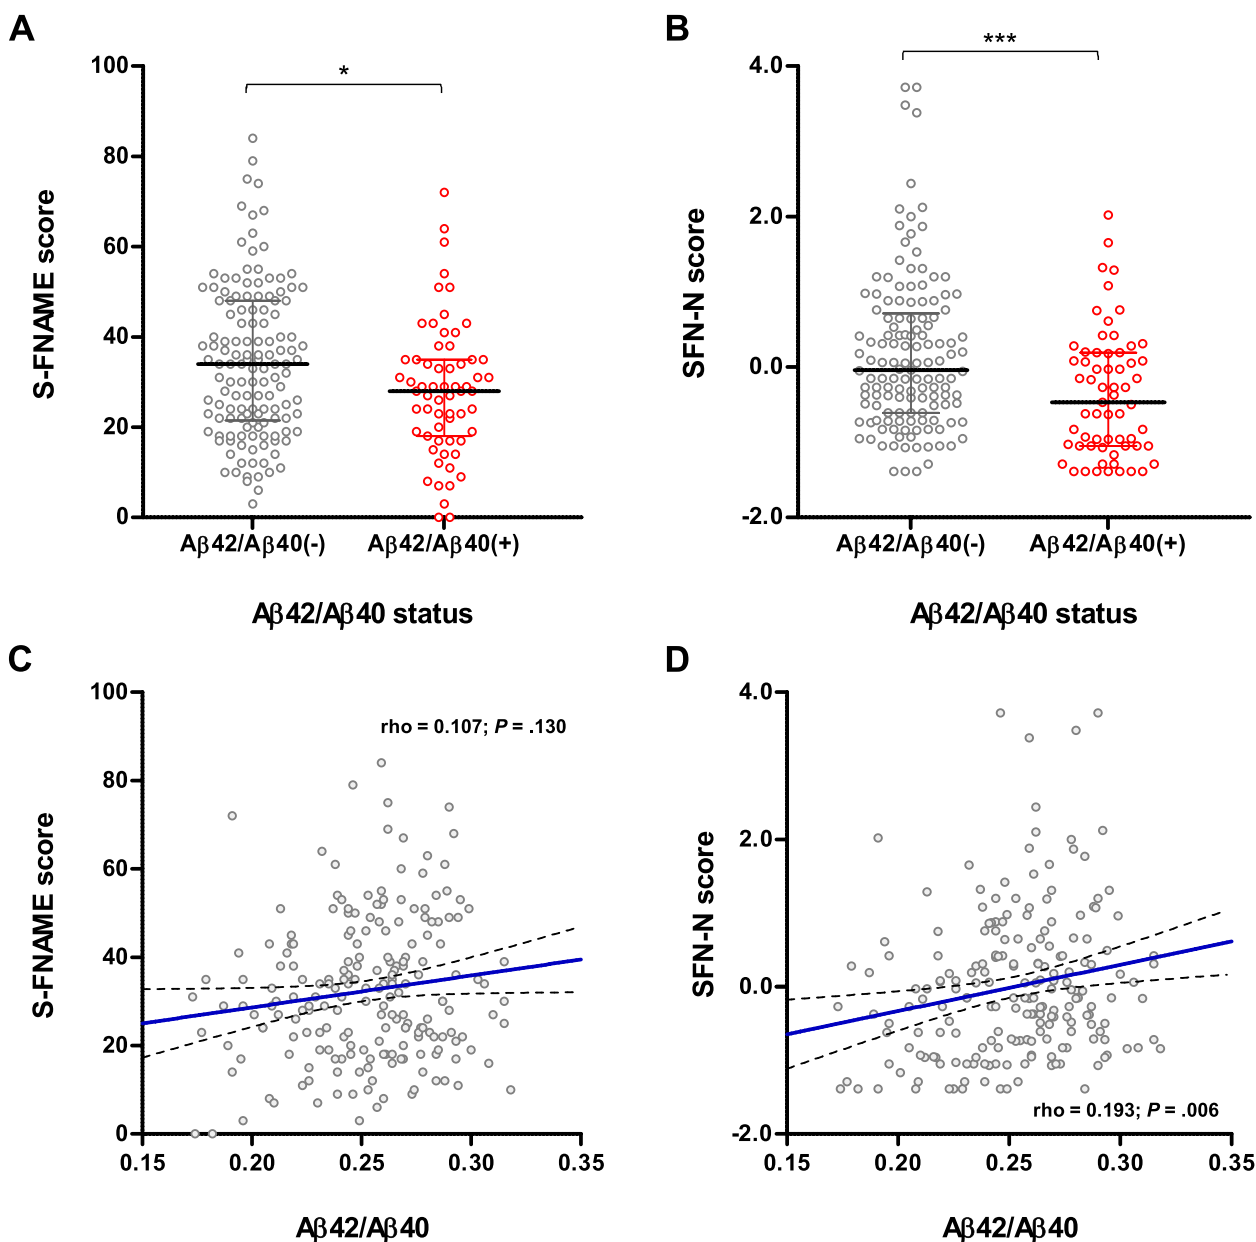 A
S-FNAME score
100
80
60
40
20
0
*
Aβ42/Aβ40(-)
Aβ42/Aβ40(+)
Aβ42/Aβ40 status
B
SFN-N score
4.0
2.0
0.0
-2.0
***
Aβ42/Aβ40(-)
Aβ42/Aβ40(+)
Aβ42/Aβ40 status
C
S-FNAME score
100
80
60
40
20
0
rho = 0.107; P = .130
0.15
0.20
0.25
0.30
0.35
Aβ42/Aβ40
D
SFN-N score
4.0
2.0
0.0
-2.0
rho = 0.193; P = .006
0.15
0.20
0.25
0.30
0.35
Aβ42/Aβ40